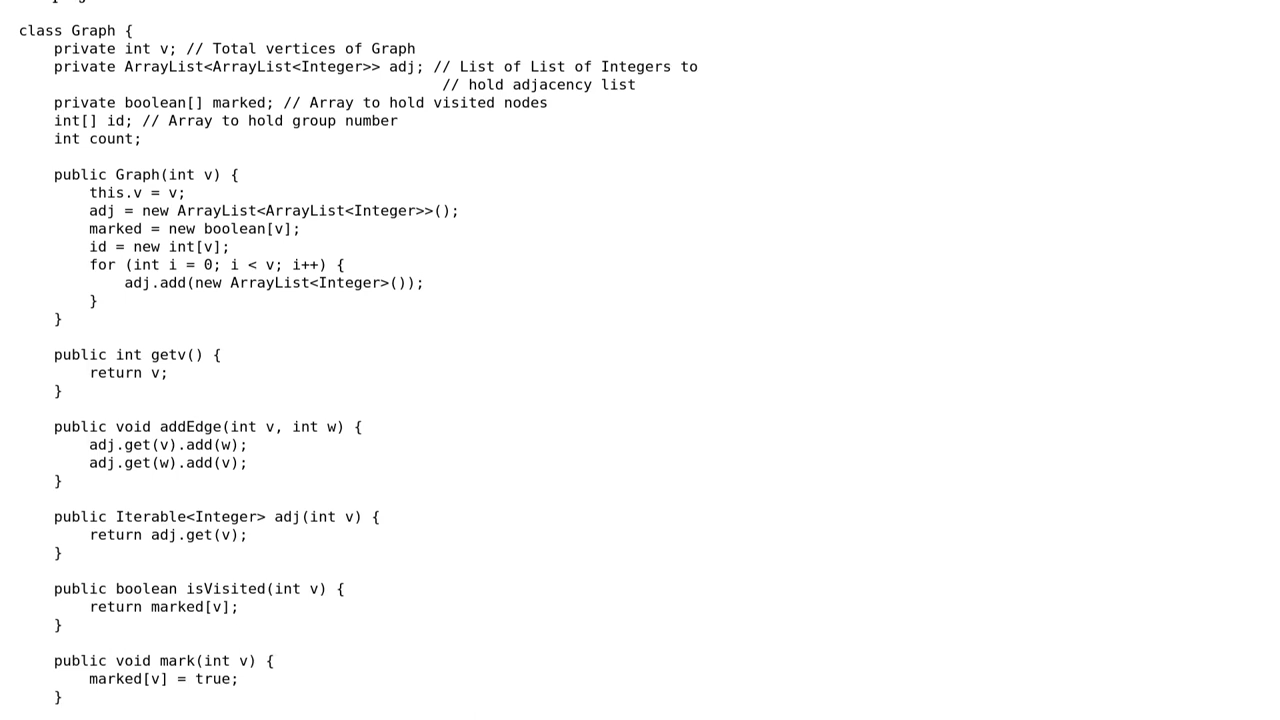 class Graph {
    private int v; // Total vertices of Graph
    private ArrayList<ArrayList<Integer>> adj; // List of List of Integers to
                                                // hold adjacency list
    private boolean[] marked; // Array to hold visited nodes
    int[] id; // Array to hold group number
    int count;

    public Graph(int v) {
        this.v = v;
        adj = new ArrayList<ArrayList<Integer>>();
        marked = new boolean[v];
        id = new int[v];
        for (int i = 0; i < v; i++) {
            adj.add(new ArrayList<Integer>());
        }
    }

    public int getv() {
        return v;
    }

    public void addEdge(int v, int w) {
        adj.get(v).add(w);
        adj.get(w).add(v);
    }

    public Iterable<Integer> adj(int v) {
        return adj.get(v);
    }

    public boolean isVisited(int v) {
        return marked[v];
    }

    public void mark(int v) {
        marked[v] = true;
    }